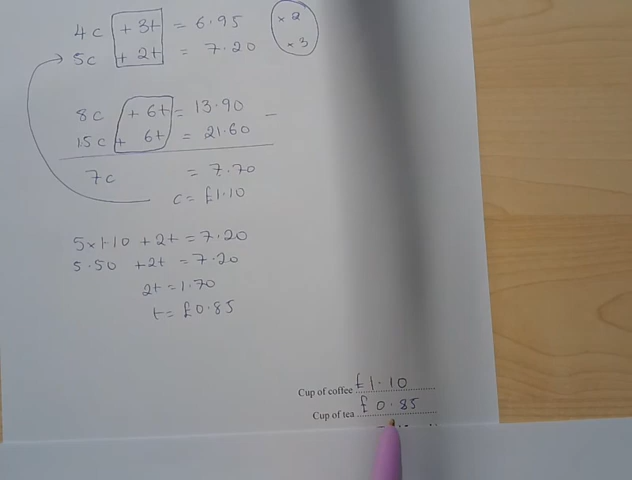 4c + 3t = 6.95 ×2
5c + 2t = 7.20 ×3
8c + 6t = 13.90 -
15c + 6t = 21.60
7c = 7.70
c = £1.10
5×1.10 + 2t = 7.20
5.50 + 2t = 7.20
2t = 1.70
t = £0.85
Cup of coffee £1.10
Cup of tea £0.85